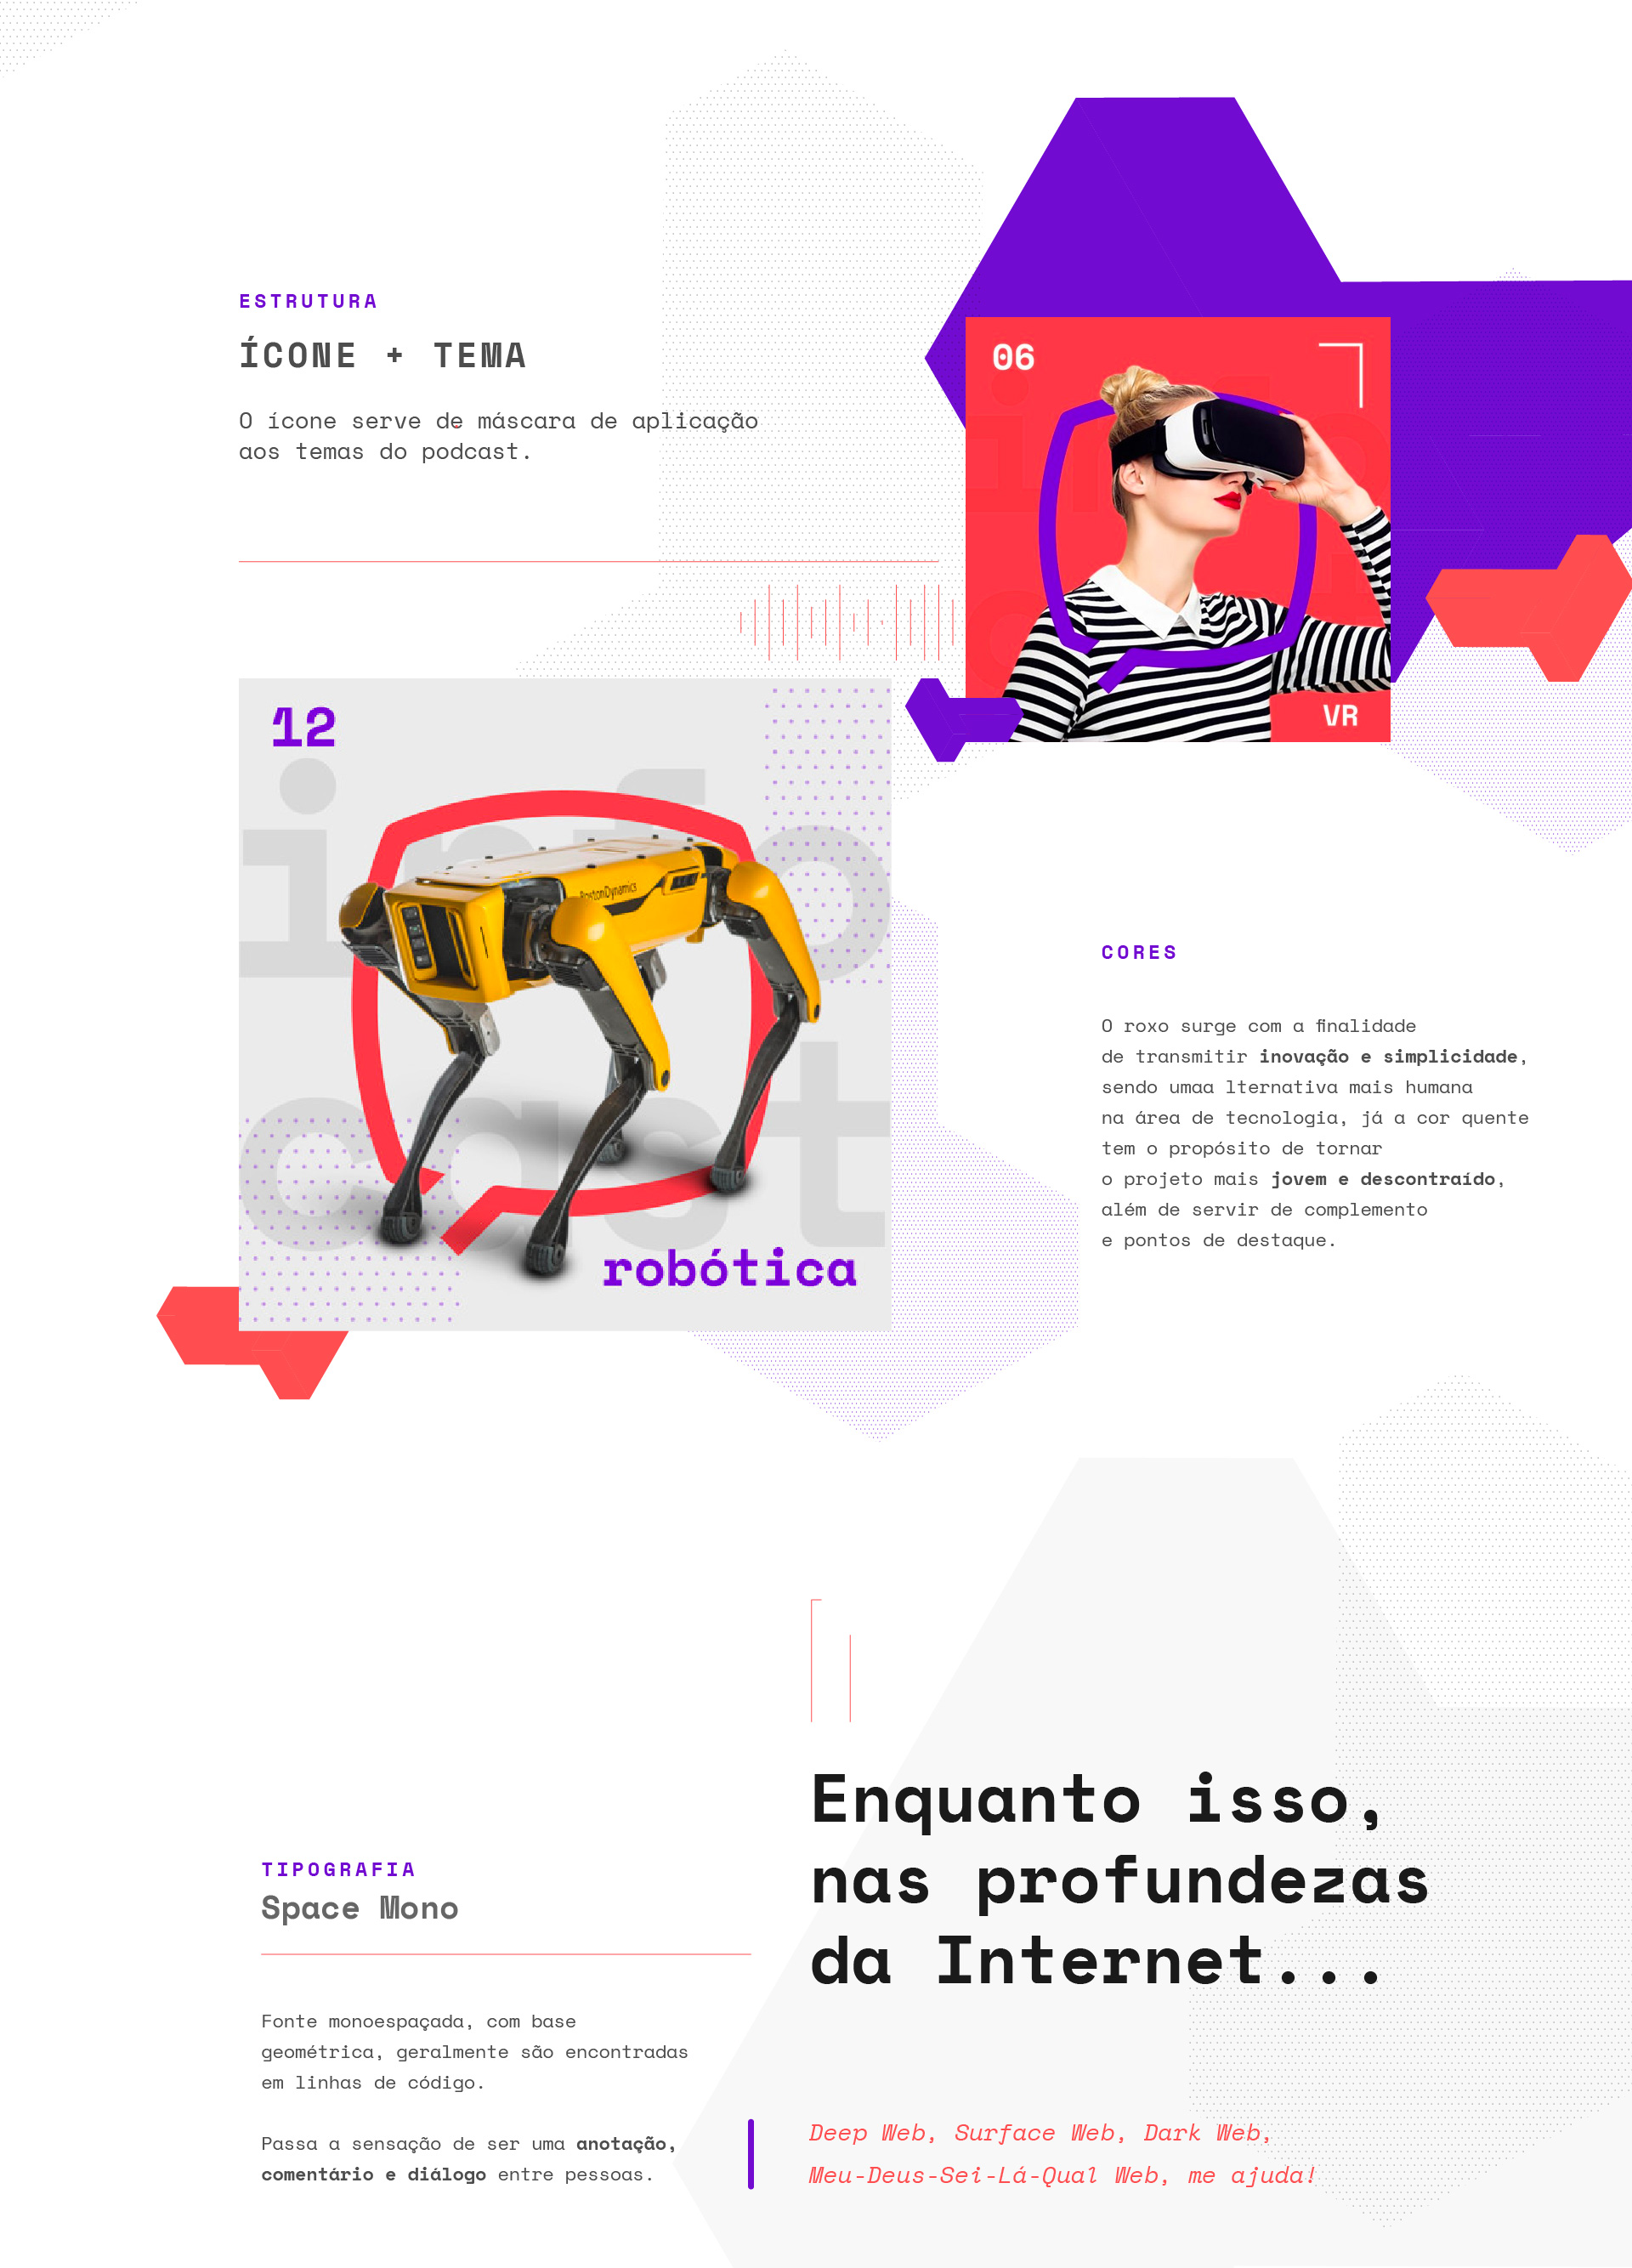 ESTRUTURA
ÍCONE + TEMA
O ícone serve de máscara de aplicação
aos temas do podcast.
06
VR
12
info
cast
BostonDynamics
robótica
CORES
O roxo surge com a finalidade
de transmitir inovação e simplicidade,
sendo umaa lternativa mais humana
na área de tecnologia, já a cor quente
tem o propósito de tornar
o projeto mais jovem e descontraído,
além de servir de complemento
e pontos de destaque.
Enquanto isso,
nas profundezas
da Internet...
TIPOGRAFIA
Space Mono
Fonte monoespaçada, com base
geométrica, geralmente são encontradas
em linhas de código.
Passa a sensação de ser uma anotação,
comentário e diálogo entre pessoas.
Deep Web, Surface Web, Dark Web,
Meu-Deus-Sei-Lá-Qual Web, me ajuda!